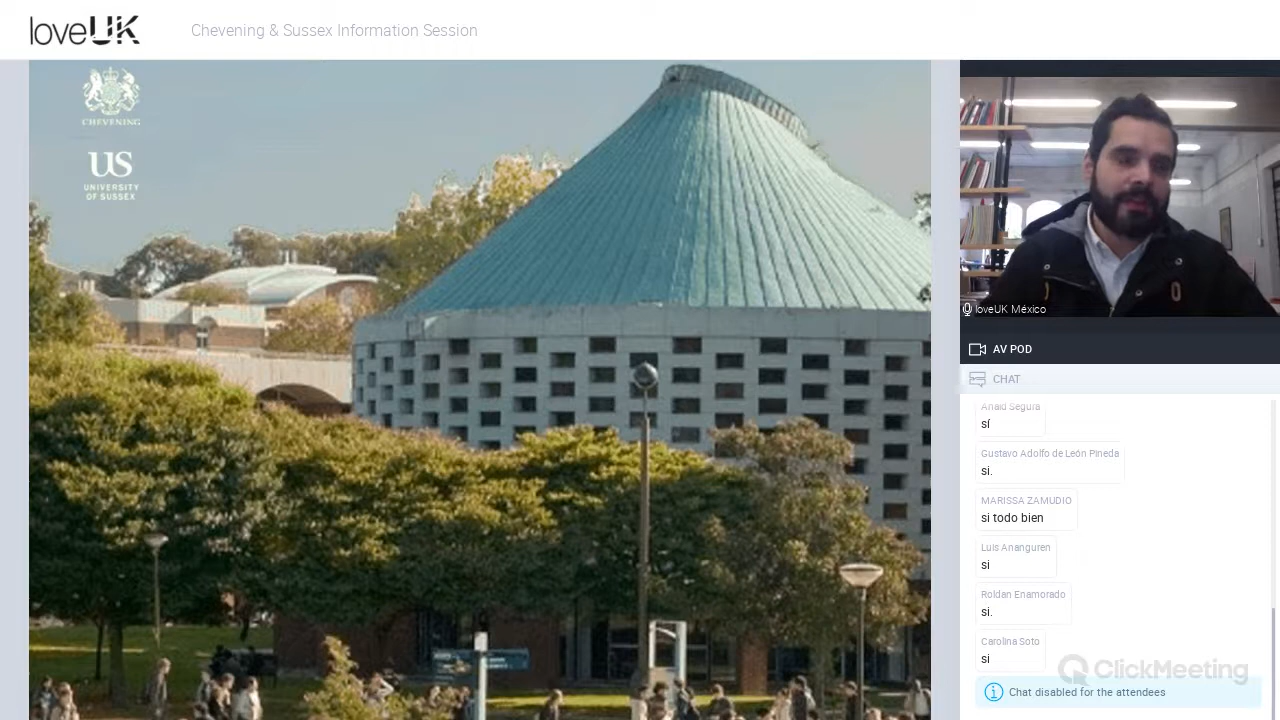 loveUK
Chevening & Sussex Information Session
CHEVENING
US
UNIVERSITY
OF SUSSEX
loveUK México
AV POD
CHAT
Anaid Segura
sí
Gustavo Adolfo de León Pineda
si.
MARISSA ZAMUDIO
si todo bien
Luis Ananguren
si
Roldan Enamorado
si.
Carolina Soto
si
ClickMeeting
Chat disabled for the attendees